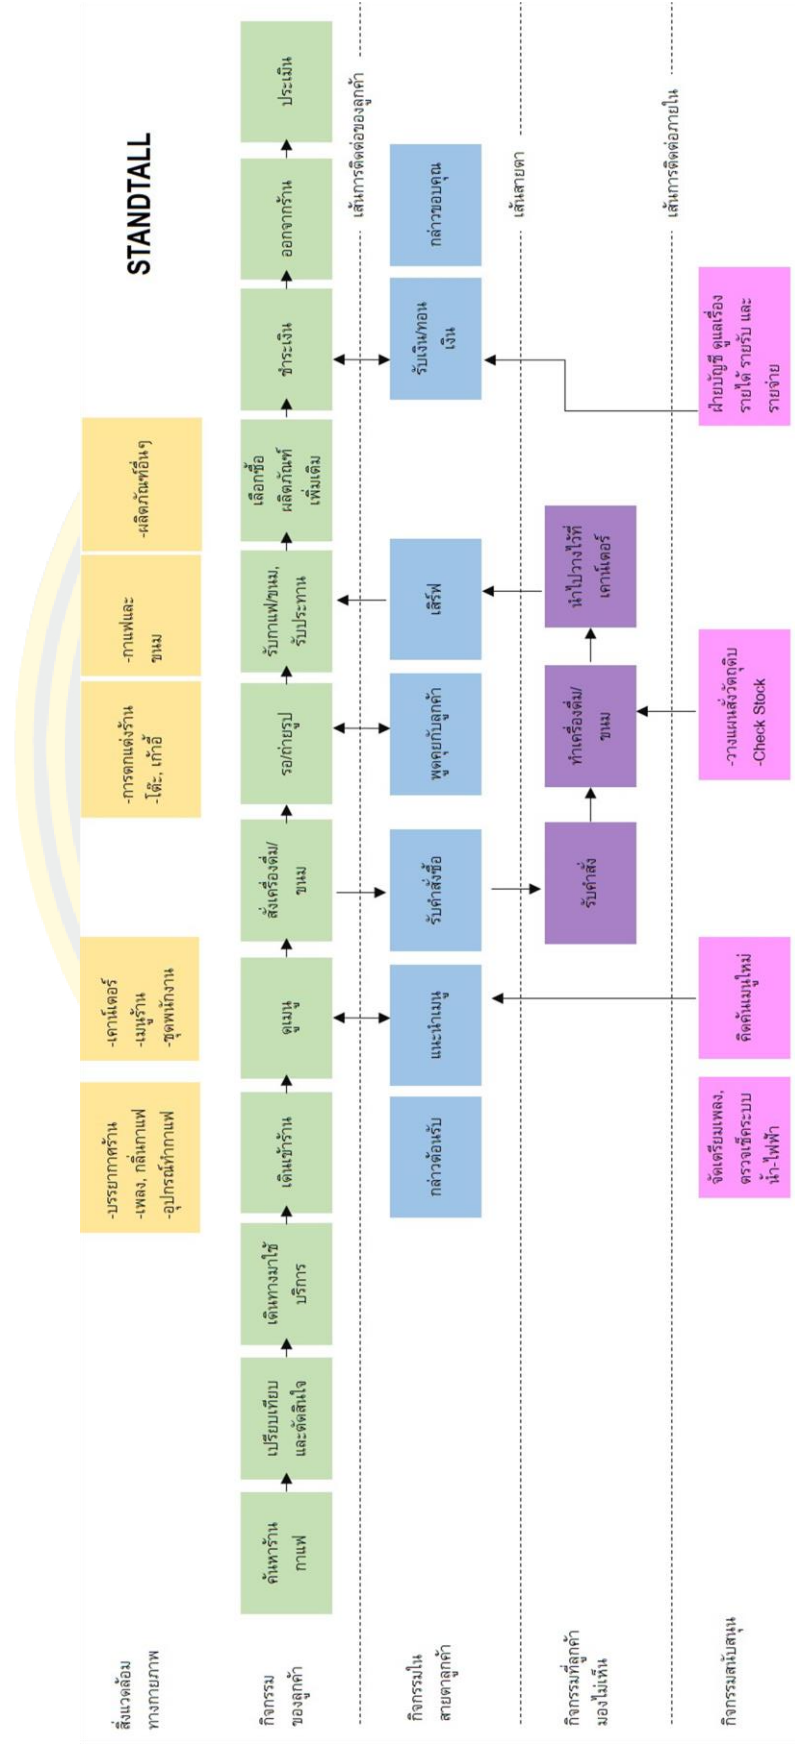 STANDTALL
สิ่งแวดล้อม
ทางกายภาพ
-บรรยากาศร้าน
-เพลง, กลิ่นกาแฟ
-อุปกรณ์ทำกาแฟ
-เคาน์เตอร์
-เมนูร้าน
-ชุดพนักงาน
-การตกแต่งร้าน
-โต๊ะ, เก้าอี้
-กาแฟและ
ขนม
-ผลิตภัณฑ์อื่นๆ
กิจกรรม
ของลูกค้า
ค้นหาร้าน
กาแฟ
เปรียบเทียบ
และตัดสินใจ
เดินทางมาใช้
บริการ
เดินเข้าร้าน
ดูเมนู
สั่งเครื่องดื่ม/
ขนม
รอ/ถ่ายรูป
รับกาแฟ/ขนม,
รับประทาน
เลือกซื้อ
ผลิตภัณฑ์
เพิ่มเติม
ชำระเงิน
ออกจากร้าน
ประเมิน
เส้นการติดต่อของลูกค้า
กิจกรรมใน
สายตาลูกค้า
กล่าวต้อนรับ
แนะนำเมนู
รับคำสั่งซื้อ
พูดคุยกับลูกค้า
เสิร์ฟ
รับเงิน/ทอน
เงิน
กล่าวขอบคุณ
เส้นสายตา
กิจกรรมที่ลูกค้า
มองไม่เห็น
รับคำสั่ง
ทำเครื่องดื่ม/
ขนม
นำไปวางไว้ที่
เคาน์เตอร์
เส้นการติดต่อภายใน
กิจกรรมสนับสนุน
จัดเตรียมเพลง,
ตรวจเช็คระบบ
น้ำ-ไฟฟ้า
คิดค้นเมนูใหม่
-วางแผนสั่งวัตถุดิบ
-Check Stock
ฝ่ายบัญชี ดูแลเรื่อง
รายได้ รายรับ และ
รายจ่าย